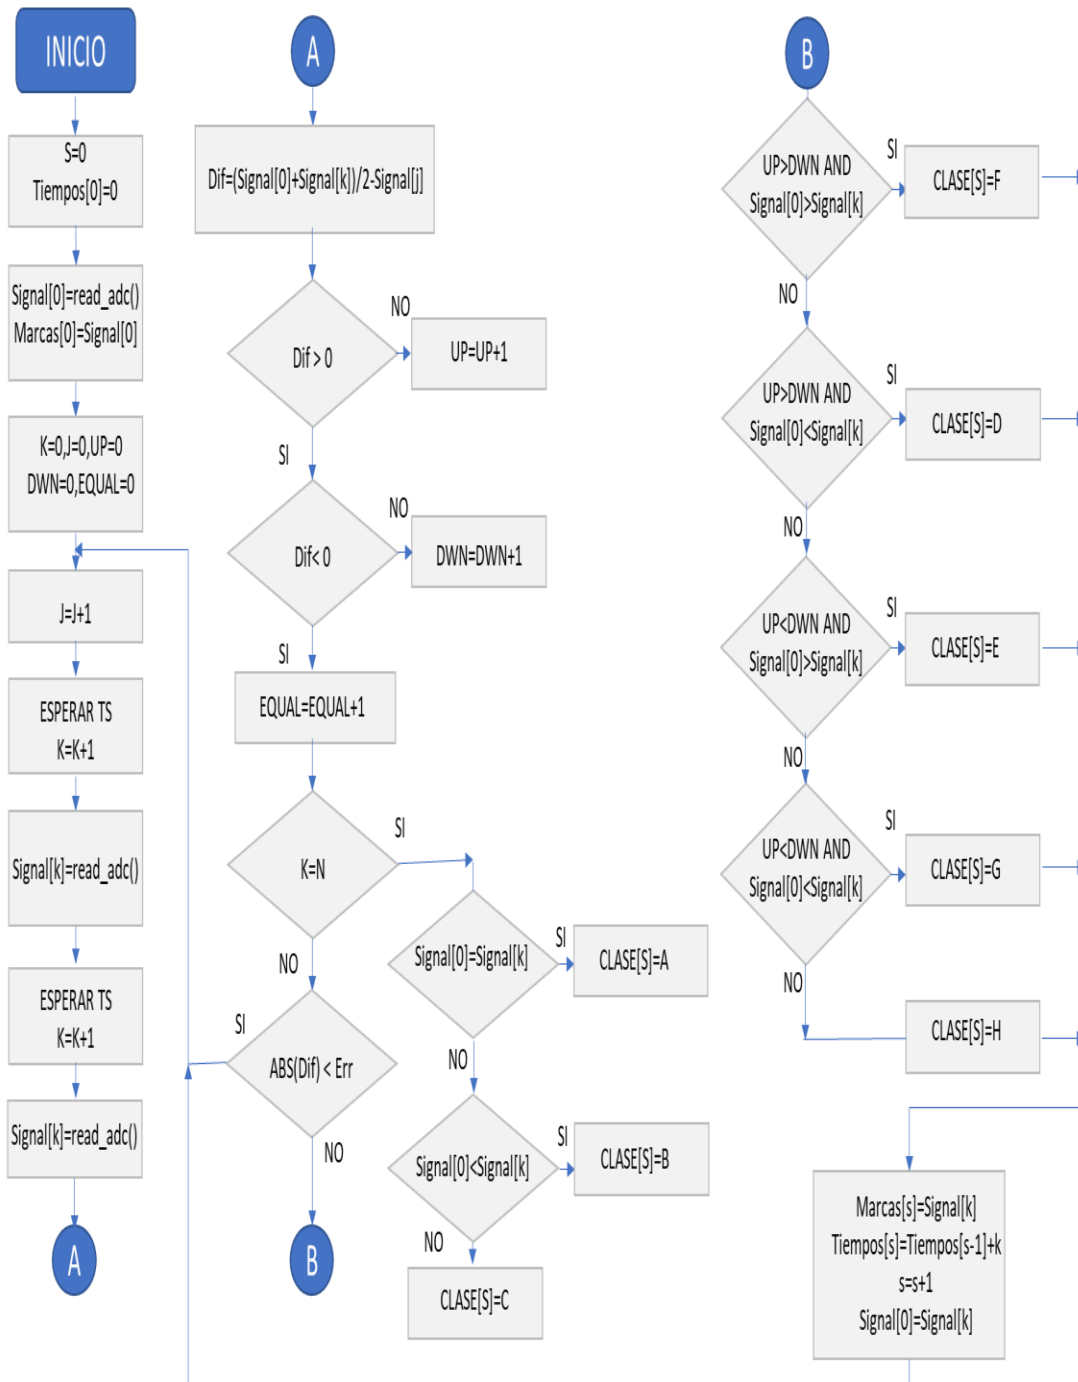 INICIO
S=0
Tiempos[0]=0
Signal[0]=read_adc()
Marcas[0]=Signal[0]
K=0,J=0,UP=0
DWN=0,EQUAL=0
J=J+1
ESPERAR TS
K=K+1
Signal[k]=read_adc()
ESPERAR TS
K=K+1
Signal[k]=read_adc()
A
A
Dif=(Signal[0]+Signal[k])/2-Signal[j]
Dif > 0
NO
UP=UP+1
SI
Dif< 0
NO
DWN=DWN+1
SI
EQUAL=EQUAL+1
K=N
SI
NO
Signal[0]=Signal[k]
SI
CLASE[S]=A
NO
Signal[0]<Signal[k]
SI
CLASE[S]=B
NO
CLASE[S]=C
ABS(Dif) < Err
SI
NO
B
B
UP>DWN AND
Signal[0]>Signal[k]
SI
CLASE[S]=F
NO
UP>DWN AND
Signal[0]<Signal[k]
SI
CLASE[S]=D
NO
UP<DWN AND
Signal[0]>Signal[k]
SI
CLASE[S]=E
NO
UP<DWN AND
Signal[0]<Signal[k]
SI
CLASE[S]=G
NO
CLASE[S]=H
Marcas[s]=Signal[k]
Tiempos[s]=Tiempos[s-1]+k
s=s+1
Signal[0]=Signal[k]